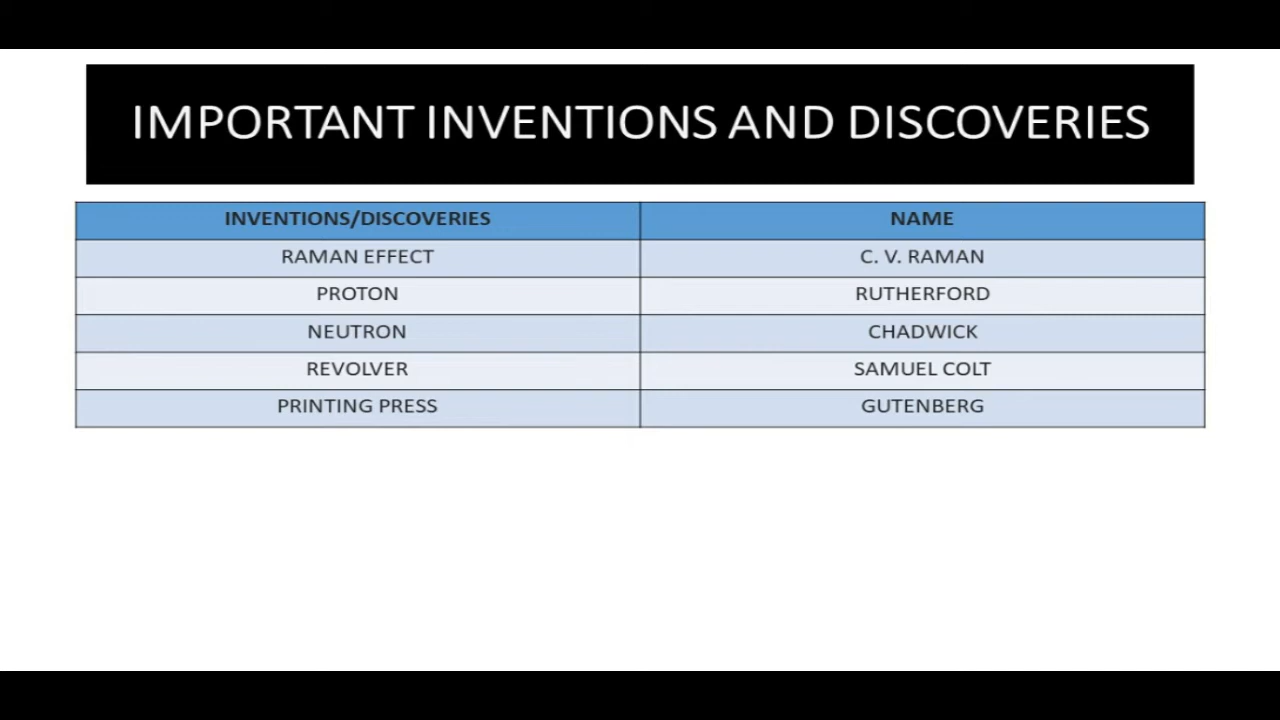 IMPORTANT INVENTIONS AND DISCOVERIES
INVENTIONS/DISCOVERIES NAME
RAMAN EFFECT C. V. RAMAN
PROTON RUTHERFORD
NEUTRON CHADWICK
REVOLVER SAMUEL COLT
PRINTING PRESS GUTENBERG